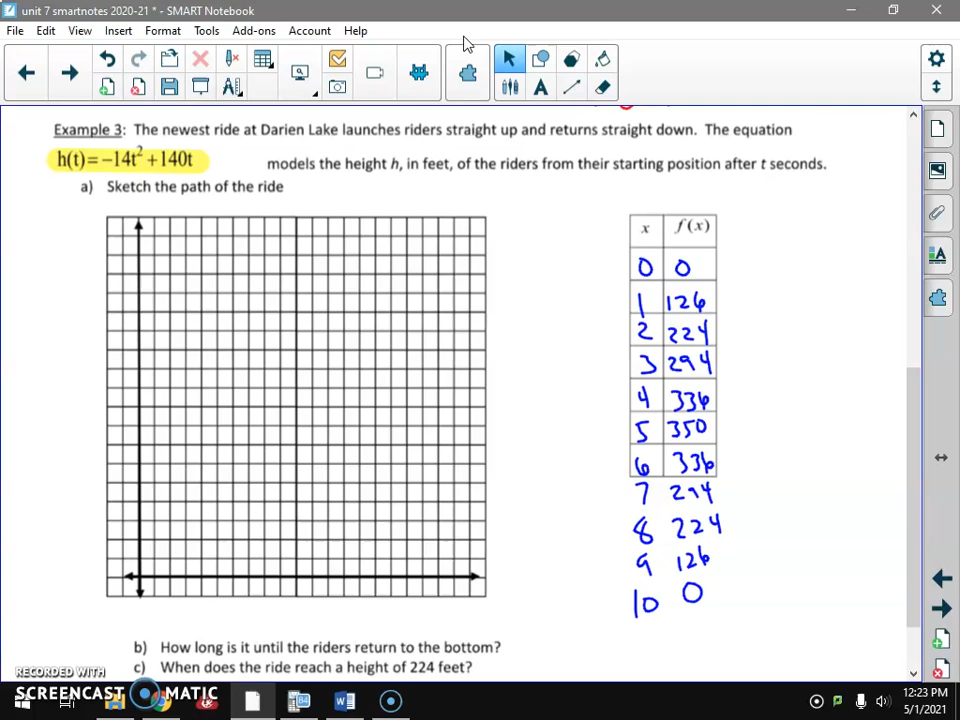 unit 7 smartnotes 2020-21 * - SMART Notebook
File Edit View Insert Format Tools Add-ons Account Help
Example 3: The newest ride at Darien Lake launches riders straight up and returns straight down. The equation
h(t) = −14t² + 140t models the height h, in feet, of the riders from their starting position after t seconds.
a) Sketch the path of the ride
x f(x)
0 0
1 126
2 224
3 294
4 336
5 350
6 336
7 294
8 224
9 126
10 0
b) How long is it until the riders return to the bottom?
c) When does the ride reach a height of 224 feet?
RECORDED WITH
SCREENCAST MATIC
84
12:23 PM
5/1/2021